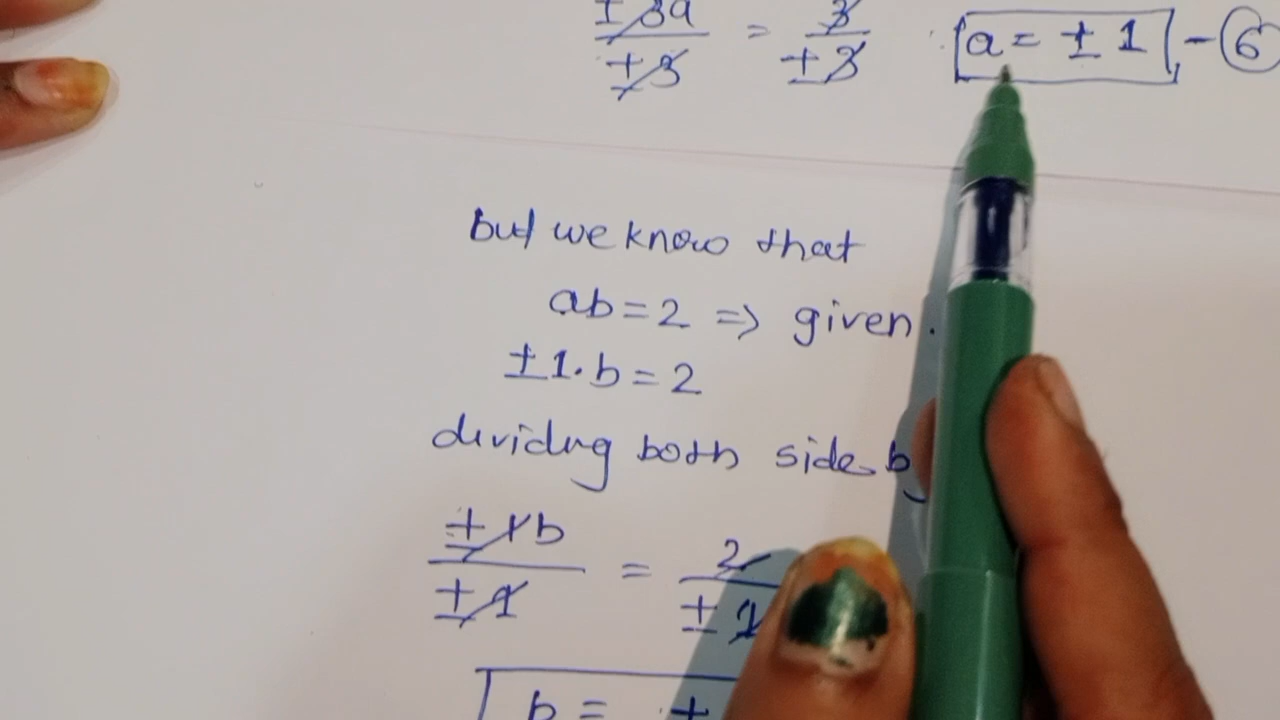 ±3a/±3 = 3/±3 a = ±1 - 6
But we know that
ab = 2 => given.
±1. b = 2
dividing both side
±1b/±1 = 2/±1
b = ±